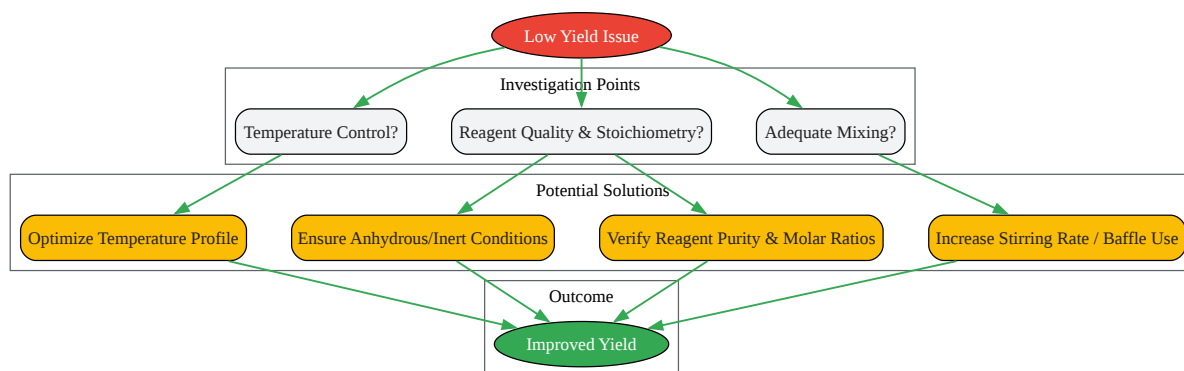 Low Yield Issue
Investigation Points
Temperature Control?
Reagent Quality & Stoichiometry?
Adequate Mixing?
Potential Solutions
Optimize Temperature Profile
Ensure Anhydrous/Inert Conditions
Verify Reagent Purity & Molar Ratios
Increase Stirring Rate / Baffle Use
Outcome
Improved Yield